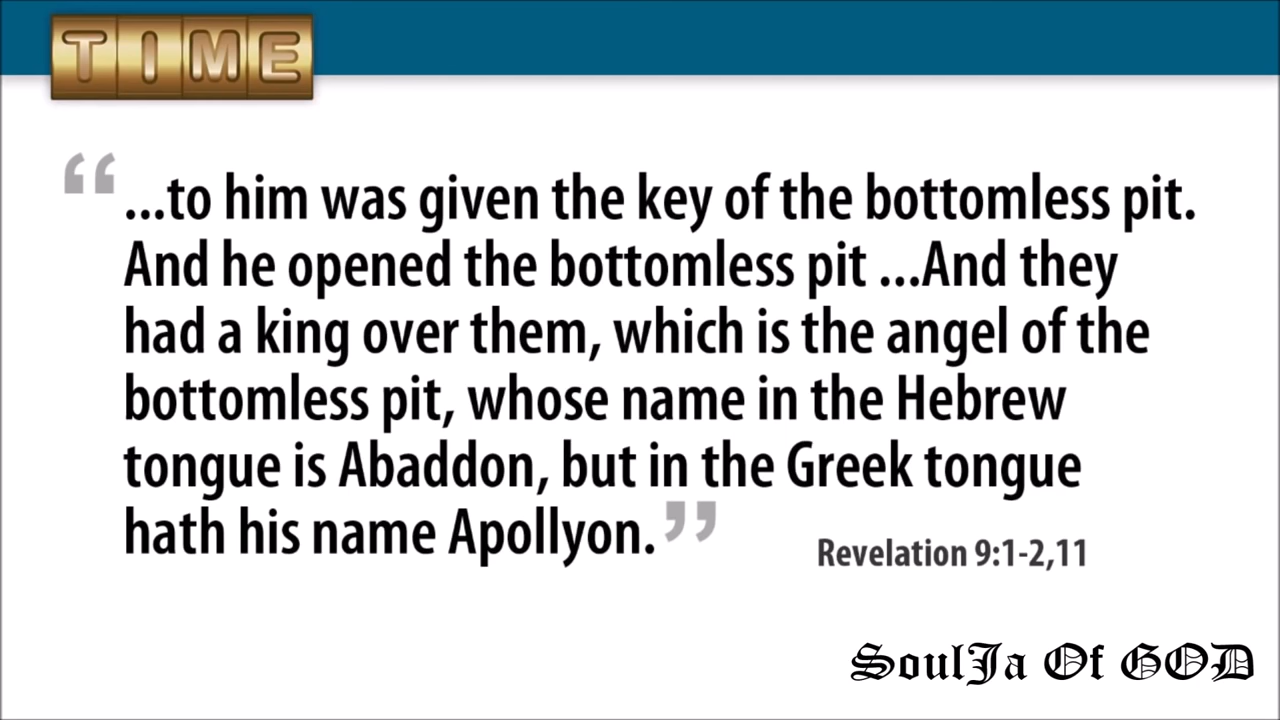 TIME
“ ...to him was given the key of the bottomless pit.
And he opened the bottomless pit ...And they
had a king over them, which is the angel of the
bottomless pit, whose name in the Hebrew
tongue is Abaddon, but in the Greek tongue
hath his name Apollyon. ”
Revelation 9:1-2,11
SoulJa Of GOD